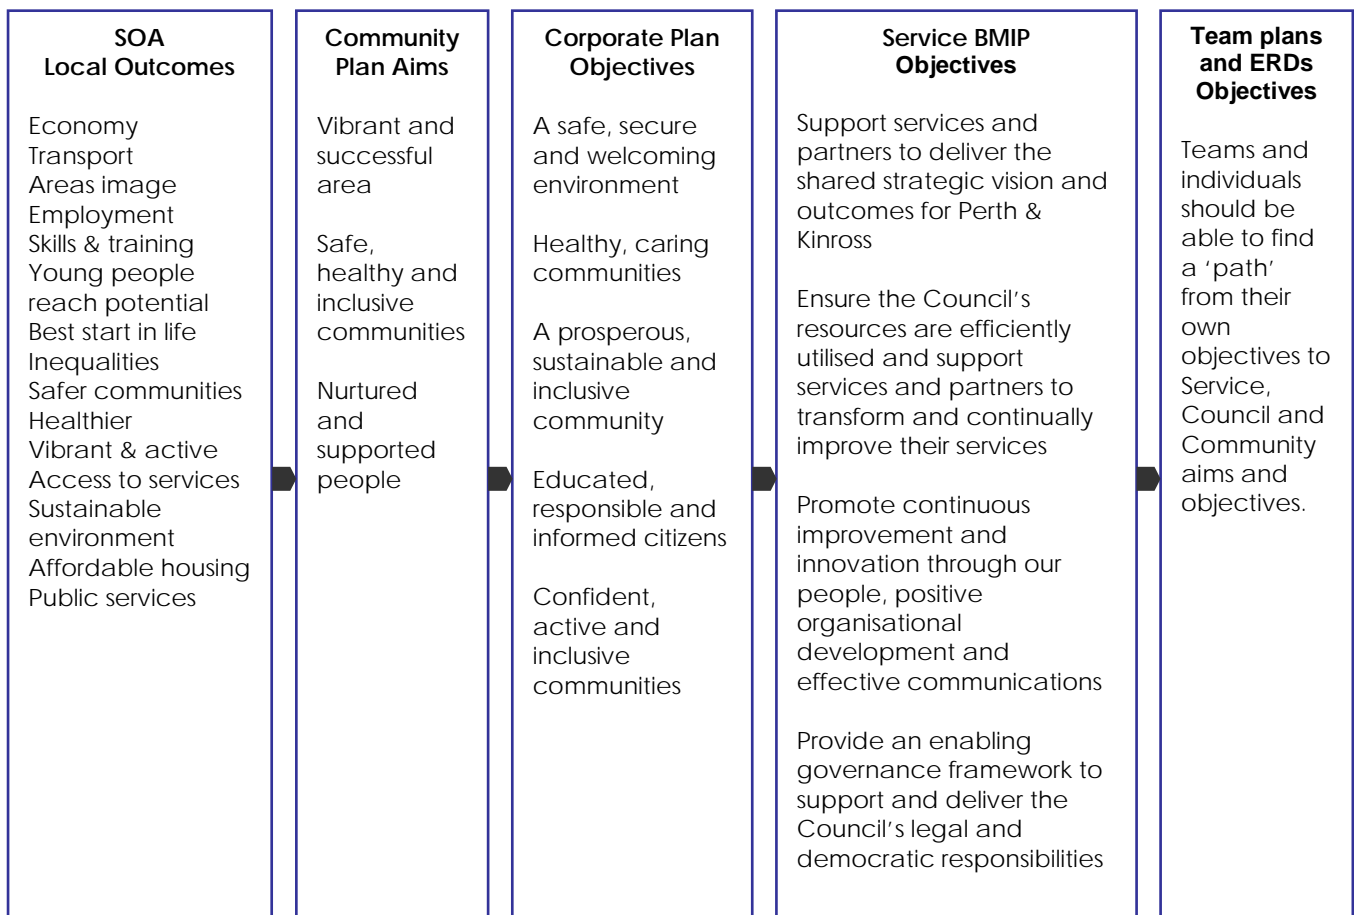 SOA
Local Outcomes
Economy
Transport
Areas image
Employment
Skills & training
Young people
reach potential
Best start in life
Inequalities
Safer communities
Healthier
Vibrant & active
Access to services
Sustainable
environment
Affordable housing
Public services
Community
Plan Aims
Vibrant and
successful
area
Safe,
healthy and
inclusive
communities
Nurtured
and
supported
people
Corporate Plan
Objectives
A safe, secure
and welcoming
environment
Healthy, caring
communities
A prosperous,
sustainable and
inclusive
community
Educated,
responsible and
informed citizens
Confident,
active and
inclusive
communities
Service BMIP
Objectives
Support services and
partners to deliver the
shared strategic vision and
outcomes for Perth &
Kinross
Ensure the Council’s
resources are efficiently
utilised and support
services and partners to
transform and continually
improve their services
Promote continuous
improvement and
innovation through our
people, positive
organisational
development and
effective communications
Provide an enabling
governance framework to
support and deliver the
Council’s legal and
democratic responsibilities
Team plans
and ERDs
Objectives
Teams and
individuals
should be
able to find
a ‘path’
from their
own
objectives to
Service,
Council and
Community
aims and
objectives.